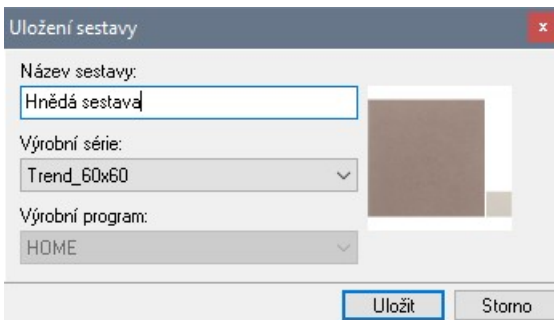 Uložení sestavy
x
Název sestavy:
Hnědá sestava
Výrobní série:
Trend_60x60
Výrobní program:
HOME
Uložit Storno